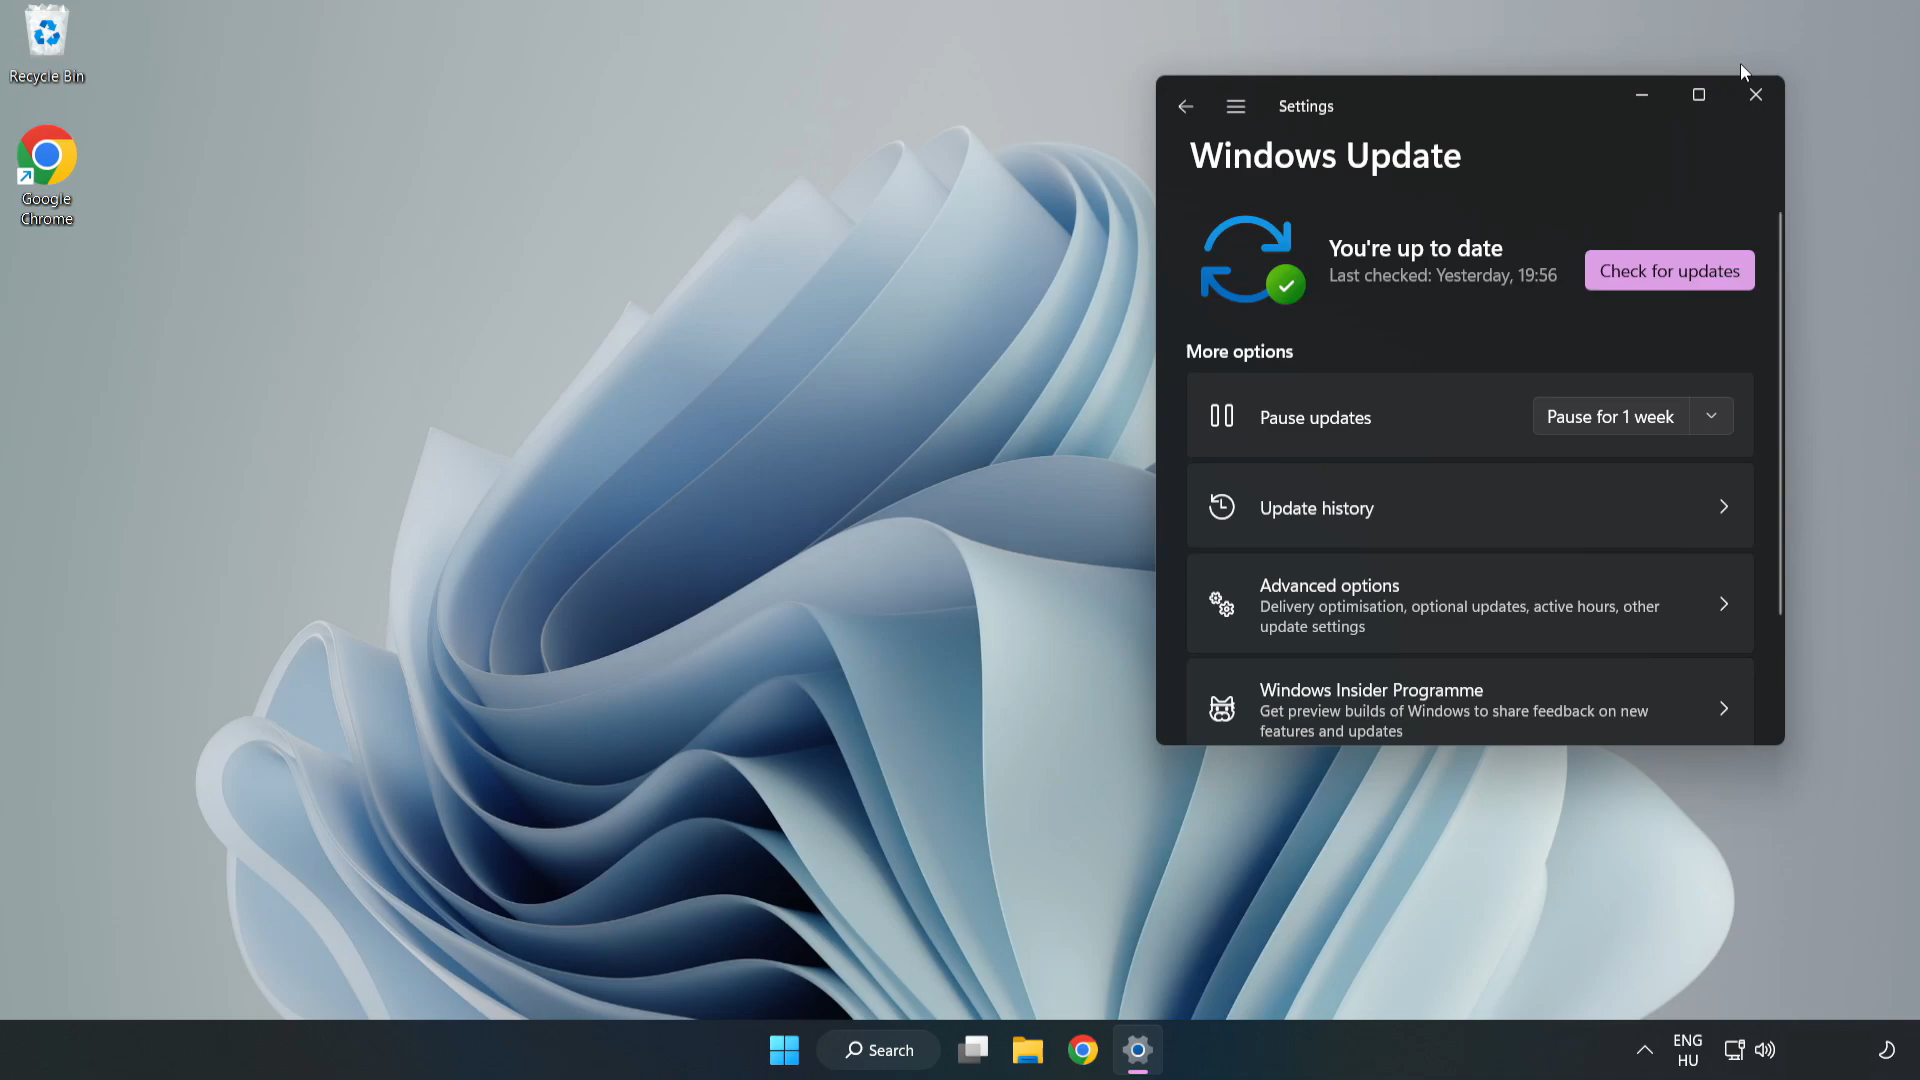 Recycle Bin
Google
Chrome
Settings
Windows Update
You're up to date
Last checked: Yesterday, 19:56
Check for updates
More options
Pause updates
Pause for 1 week
Update history
Advanced options
Delivery optimisation, optional updates, active hours, other
update settings
Windows Insider Programme
Get preview builds of Windows to share feedback on new
features and updates
Search
ENG
HU